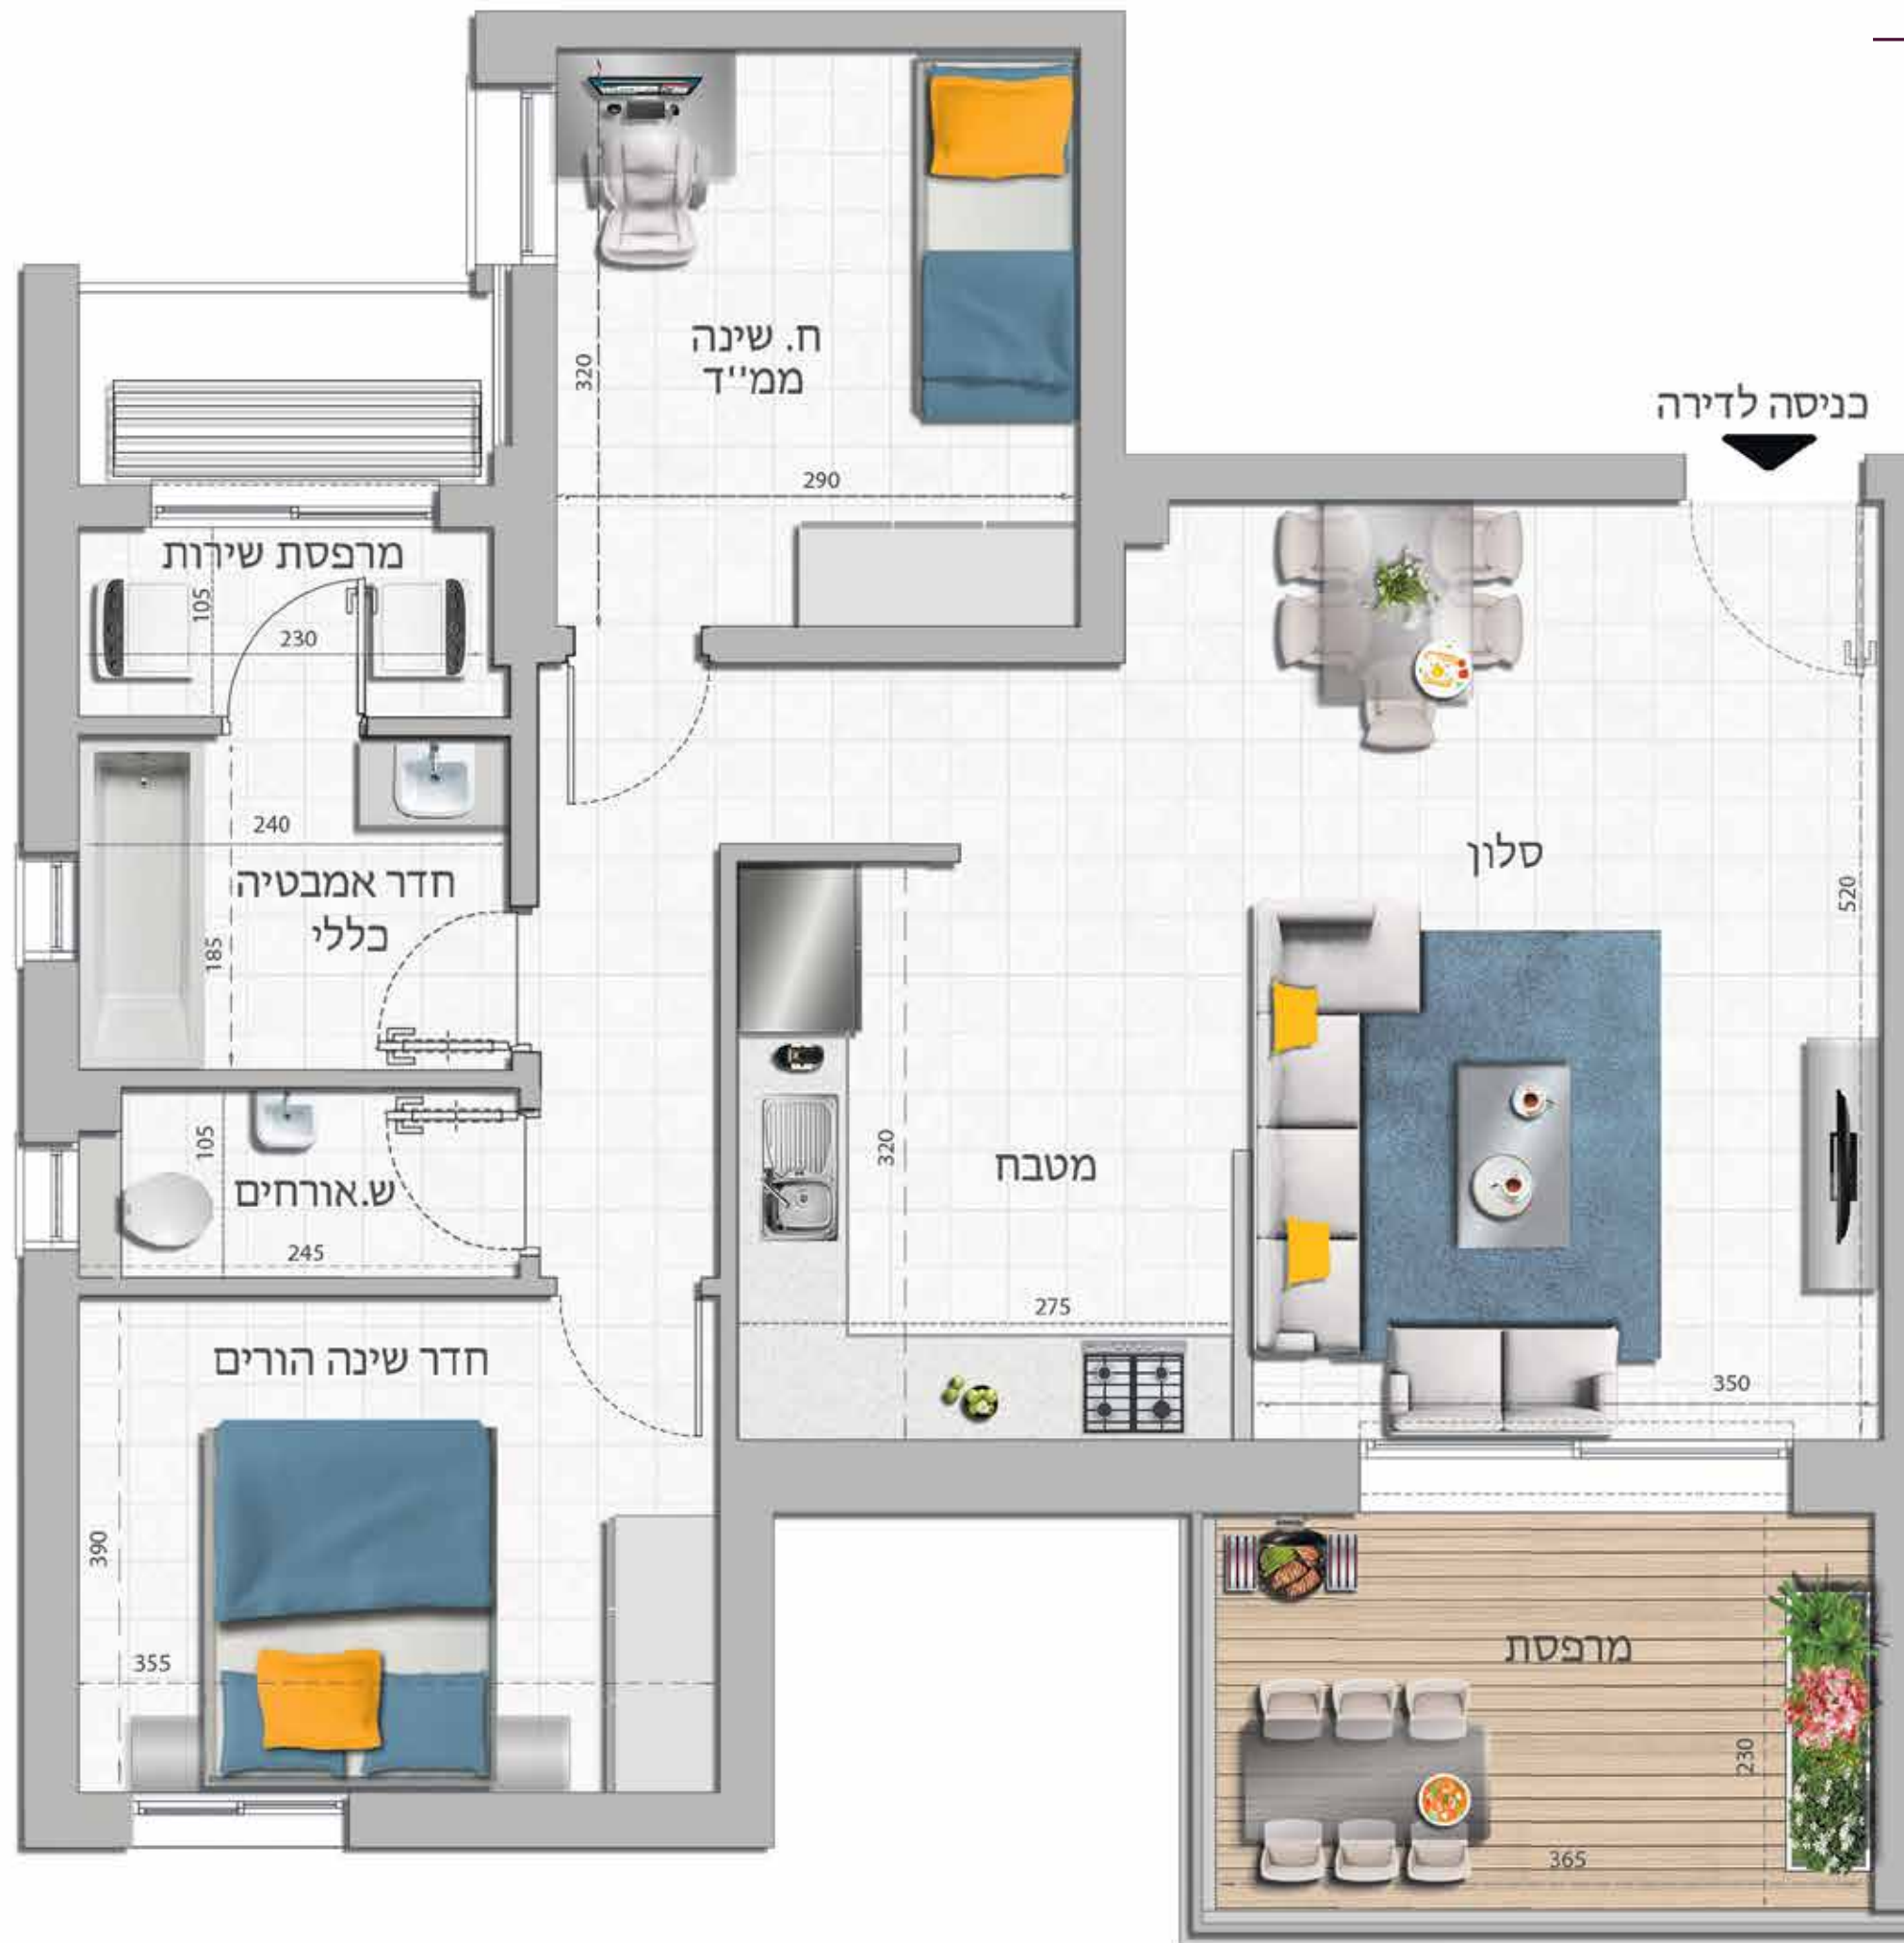 כניסה לדירה
ח. שינה
ממ''ד
320
290
מרפסת שירות
105
230
240
חדר אמבטיה
כללי
185
סלון
520
מטבח
320
275
350
ש.אורחים
105
245
חדר שינה הורים
390
355
מרפסת
230
365